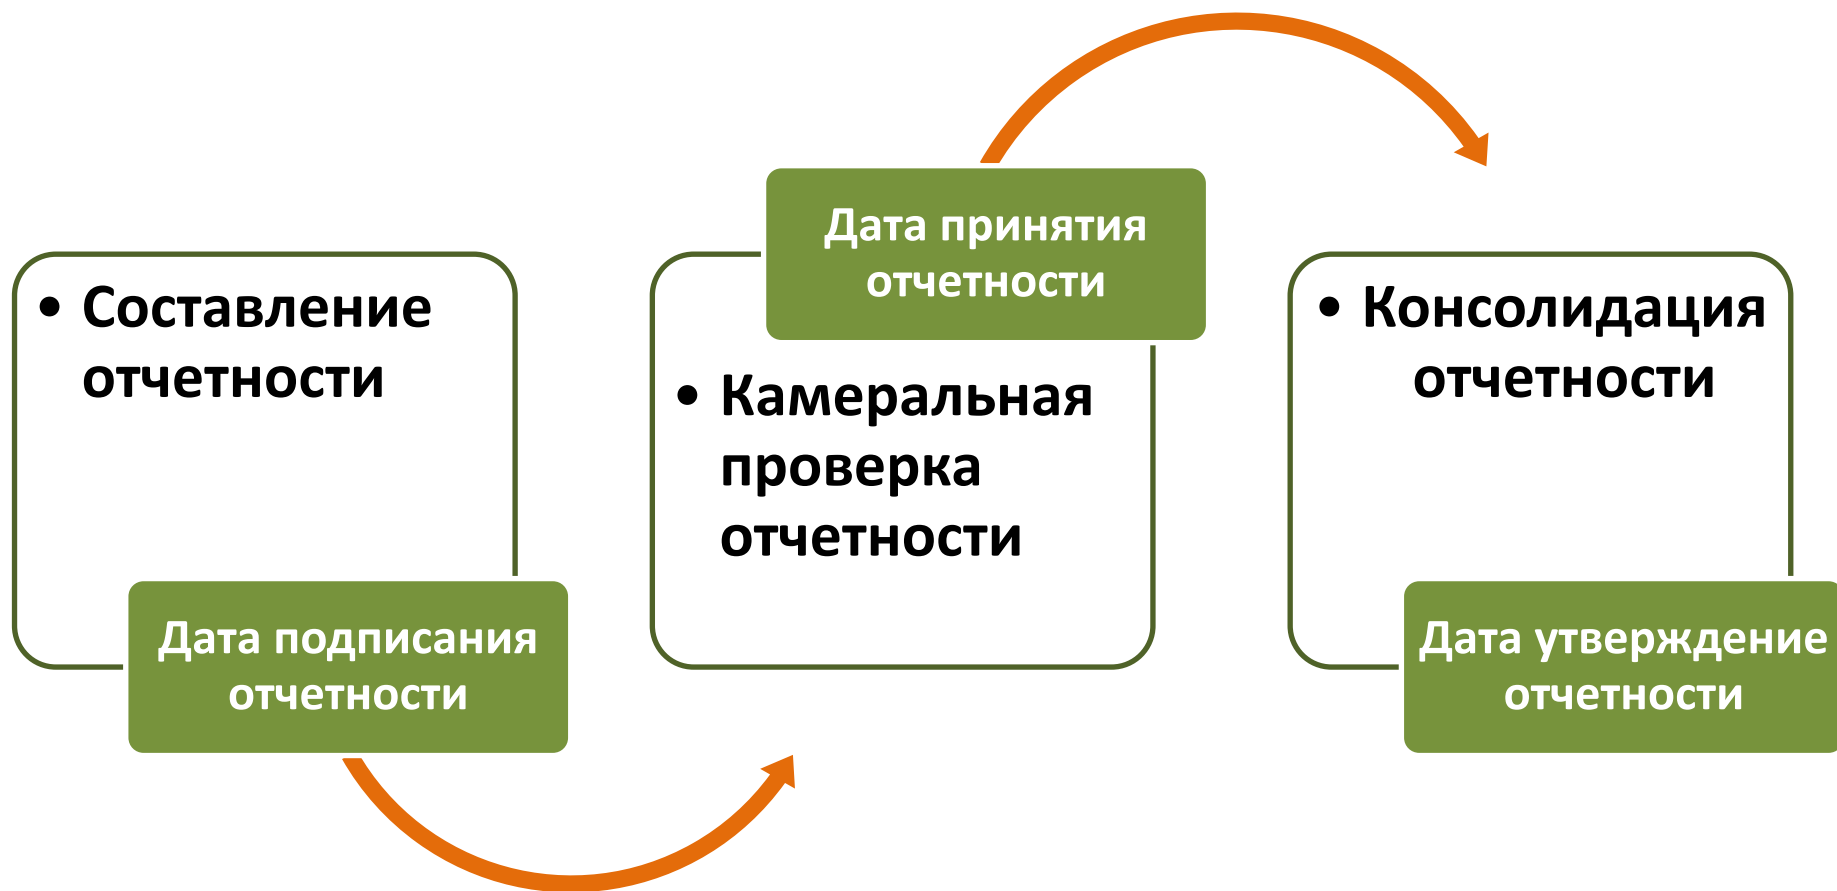 • Составление
отчетности
Дата подписания
отчетности
Дата принятия
отчетности
• Камеральная
проверка
отчетности
• Консолидация
отчетности
Дата утверждение
отчетности